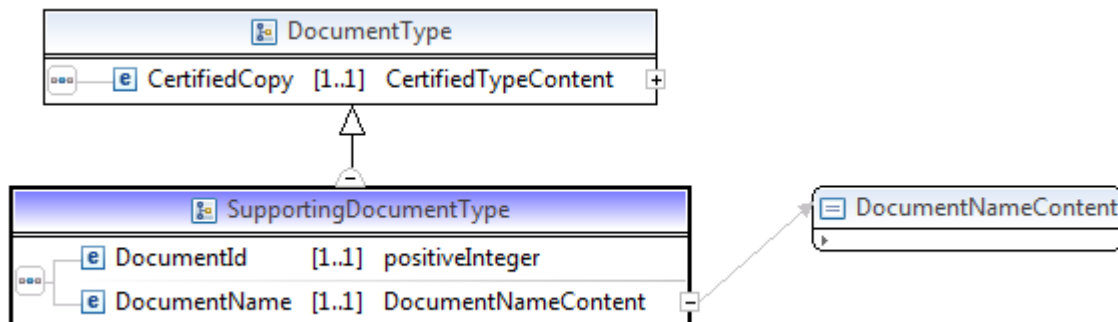 DocumentType
e CertifiedCopy [1..1] CertifiedTypeContent
SupportingDocumentType
DocumentNameContent
e DocumentId [1..1] positiveInteger
e DocumentName [1..1] DocumentNameContent